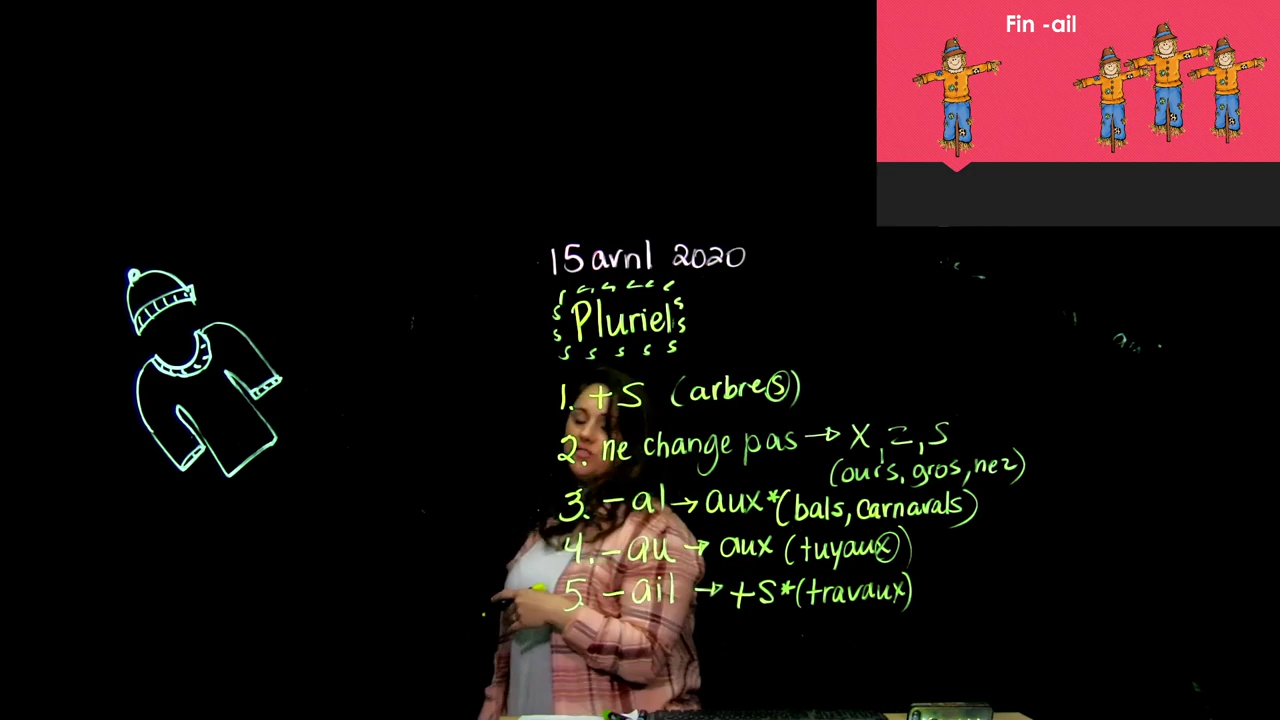 Fin -ail
15 avril 2020
Pluriel
1. +S (arbres)
2. ne change pas → X, Z, S
(ours, gros, nez)
3. -al → aux* (bals, carnavals)
4. -au → aux (tuyaux)
5. -ail → +S* (travaux)